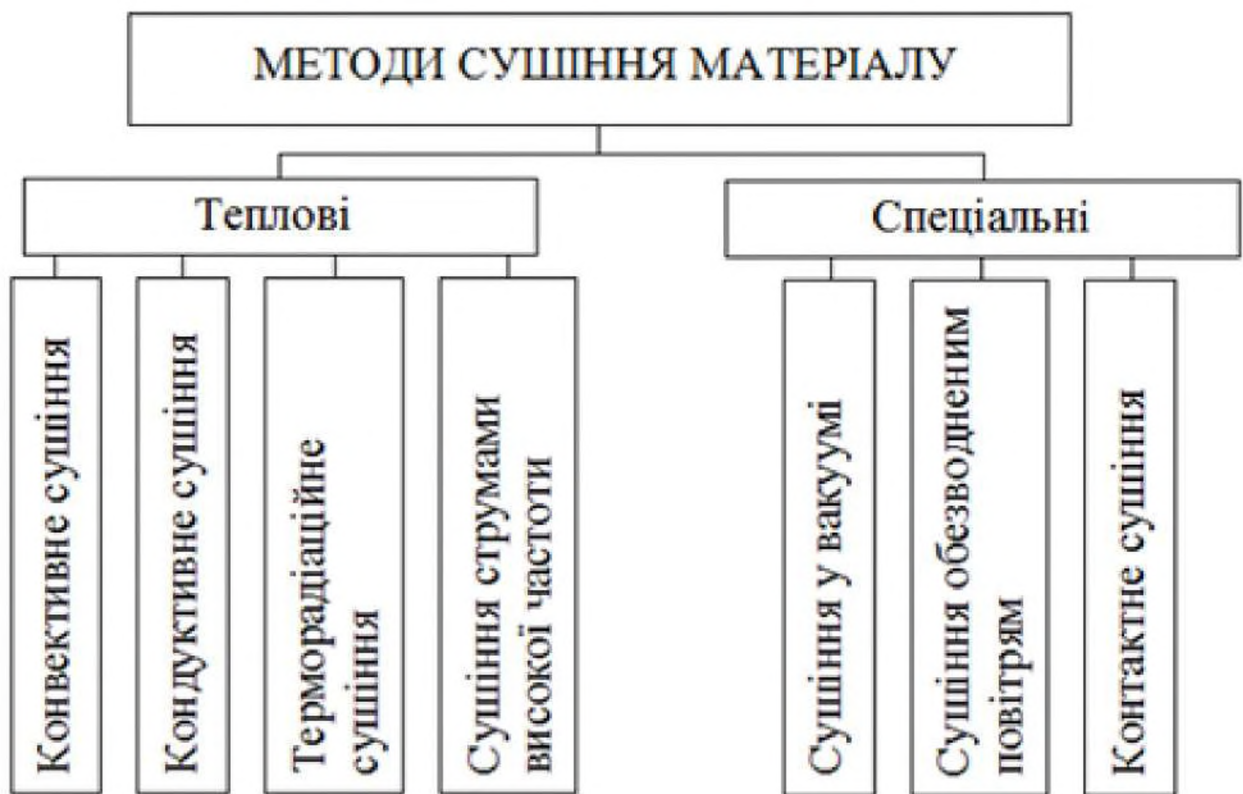 МЕТОДИ СУШІННЯ МАТЕРІАЛУ
Теплові
Спеціальні
Конвективне сушіння
Кондуктивне сушіння
Терморадіаційне
сушіння
Сушіння струмами
високої частоти
Сушіння у вакуумі
Сушіння обезводненим
повітрям
Контактне сушіння